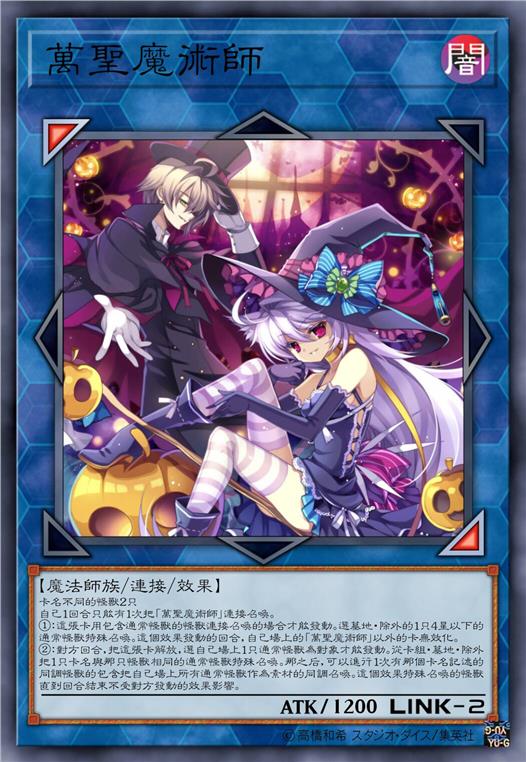 萬聖魔術師
闇
【魔法師族/連接/效果】
卡名不同的怪獸2只
自己1回合只能有1次把「萬聖魔術師」連接召喚。
①:這張卡用包含通常怪獸的怪獸連接召喚的場合才能發動。選墓地·除外的1只4星以下的
通常怪獸特殊召喚。這個效果發動的回合,自己場上的「萬聖魔術師」以外的卡無效化。
②:對方回合,把這張卡解放,選自己場上1只通常怪獸為對象才能發動。從卡組·墓地·除外
把1只卡名與那只怪獸相同的通常怪獸特殊召喚。那之后,可以進行1次有那個卡名記述的
同調怪獸的包含把自己場上所有通常怪獸作為素材的同調召喚。這個效果特殊召喚的怪獸
直到回合結束不受對方發動的效果影響。
ATK/1200 LINK-2
©高橋和希 スタジオ・ダイス/集英社
YU-G